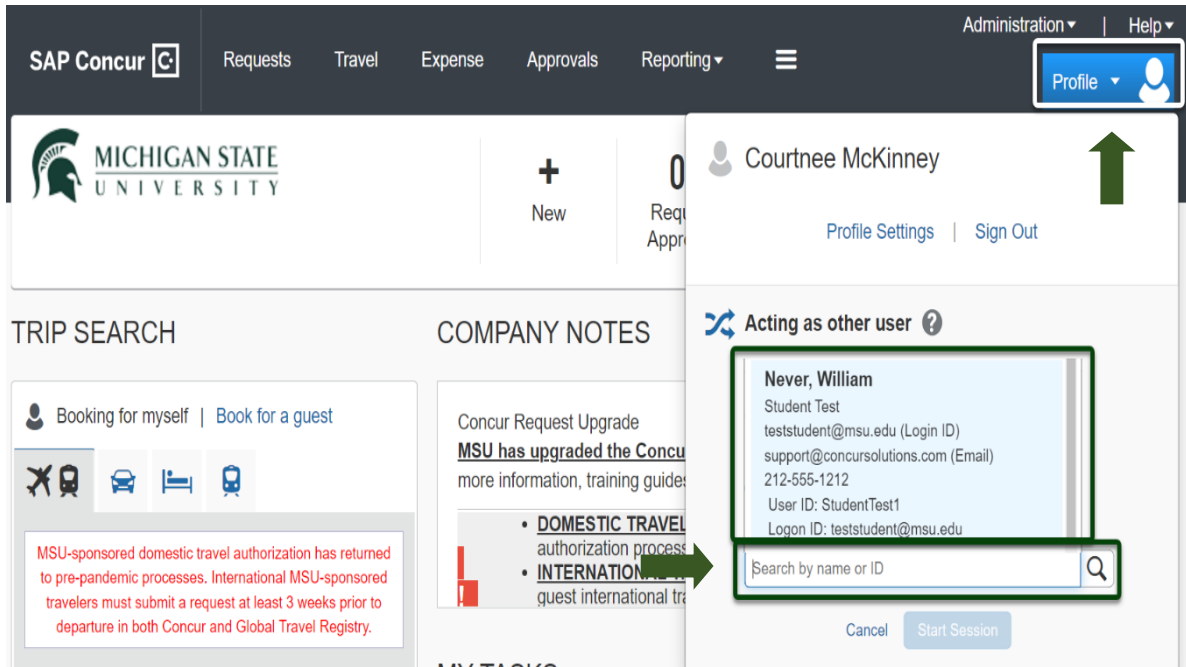 Administration | Help
SAP Concur C. Requests Travel Expense Approvals Reporting
Profile
MICHIGAN STATE
UNIVERSITY
+
New
0
Courtnee McKinney
Profile Settings | Sign Out
TRIP SEARCH
Booking for myself | Book for a guest
MSU-sponsored domestic travel authorization has returned
to pre-pandemic processes. International MSU-sponsored
travelers must submit a request at least 3 weeks prior to
departure in both Concur and Global Travel Registry.
COMPANY NOTES
Concur Request Upgrade
MSU has upgraded the Concu
more information, training guide
• DOMESTIC TRAVEL
authorization process
• INTERNATIONAL
guest international tra
!
Acting as other user ?
Never, William
Student Test
teststudent@msu.edu (Login ID)
support@concursolutions.com (Email)
212-555-1212
User ID: StudentTest1
Logon ID: teststudent@msu.edu
Search by name or ID
Cancel Start Session